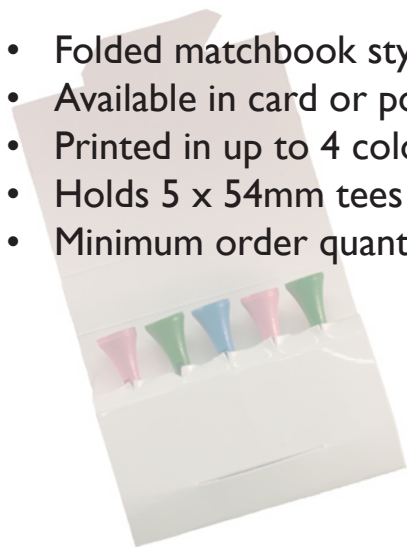 • Folded matchbook sty
• Available in card or po
• Printed in up to 4 colo
• Holds 5 x 54mm tees
• Minimum order quant